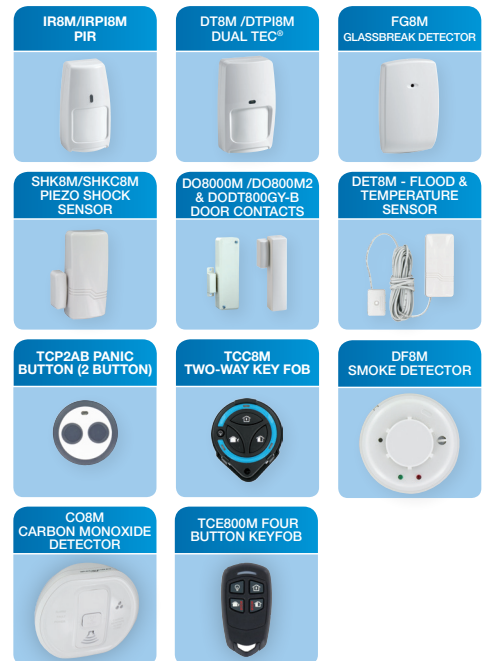 IR8M/IRPI8M
PIR
DT8M /DTPI8M
DUAL TEC®
FG8M
GLASSBREAK DETECTOR
SHK8M/SHKC8M
PIEZO SHOCK
SENSOR
DO8000M /DO800M2
& DODT800GY-B
DOOR CONTACTS
DET8M - FLOOD &
TEMPERATURE
SENSOR
TCP2AB PANIC
BUTTON (2 BUTTON)
TCC8M
TWO-WAY KEY FOB
DF8M
SMOKE DETECTOR
CO8M
CARBON MONOXIDE
DETECTOR
TCE800M FOUR
BUTTON KEYFOB